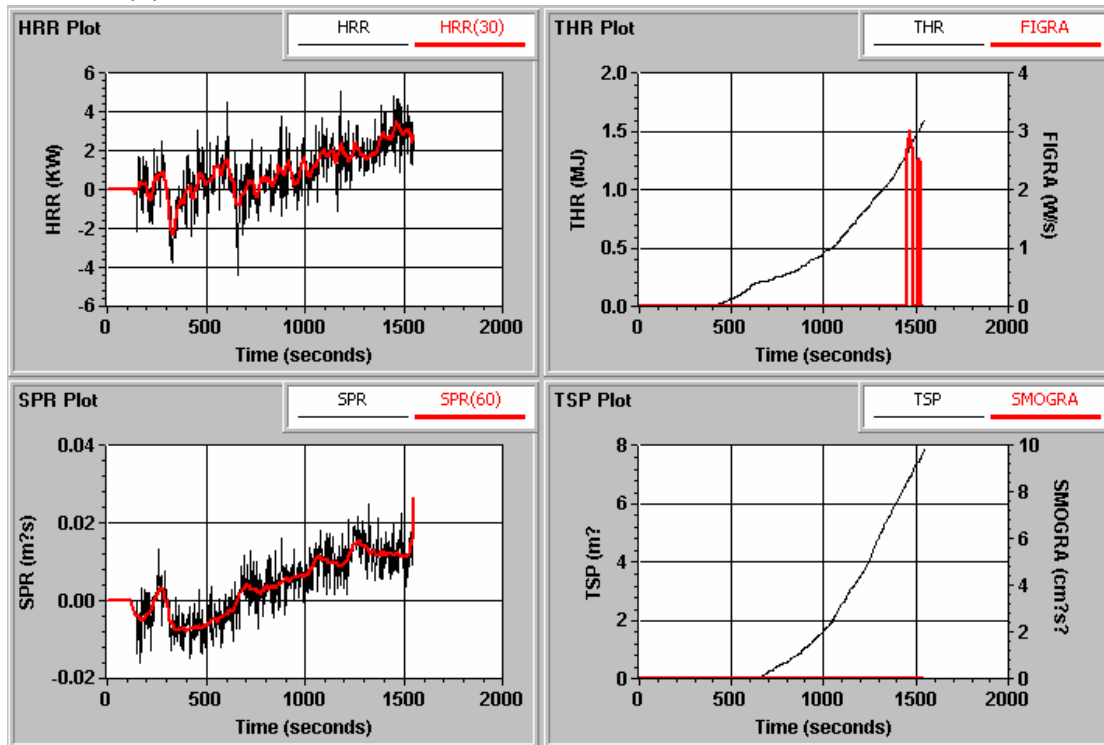 HRR Plot
HRR HRR(30)
6
4
2
0
-2
-4
-6
HRR (KW)
0 500 1000 1500 2000
Time (seconds)
THR Plot
THR FIGRA
2.0
1.5
1.0
0.5
0.0
THR (MJ)
4
3
2
1
0
FIGRA (W/s)
0 500 1000 1500 2000
Time (seconds)
SPR Plot
SPR SPR(60)
0.04
0.02
0.00
-0.02
SPR (m?s)
0 500 1000 1500 2000
Time (seconds)
TSP Plot
TSP SMOGRA
8
6
4
2
0
TSP (m?
10
8
6
4
2
0
SMOGRA (cm?s?
0 500 1000 1500 2000
Time (seconds)